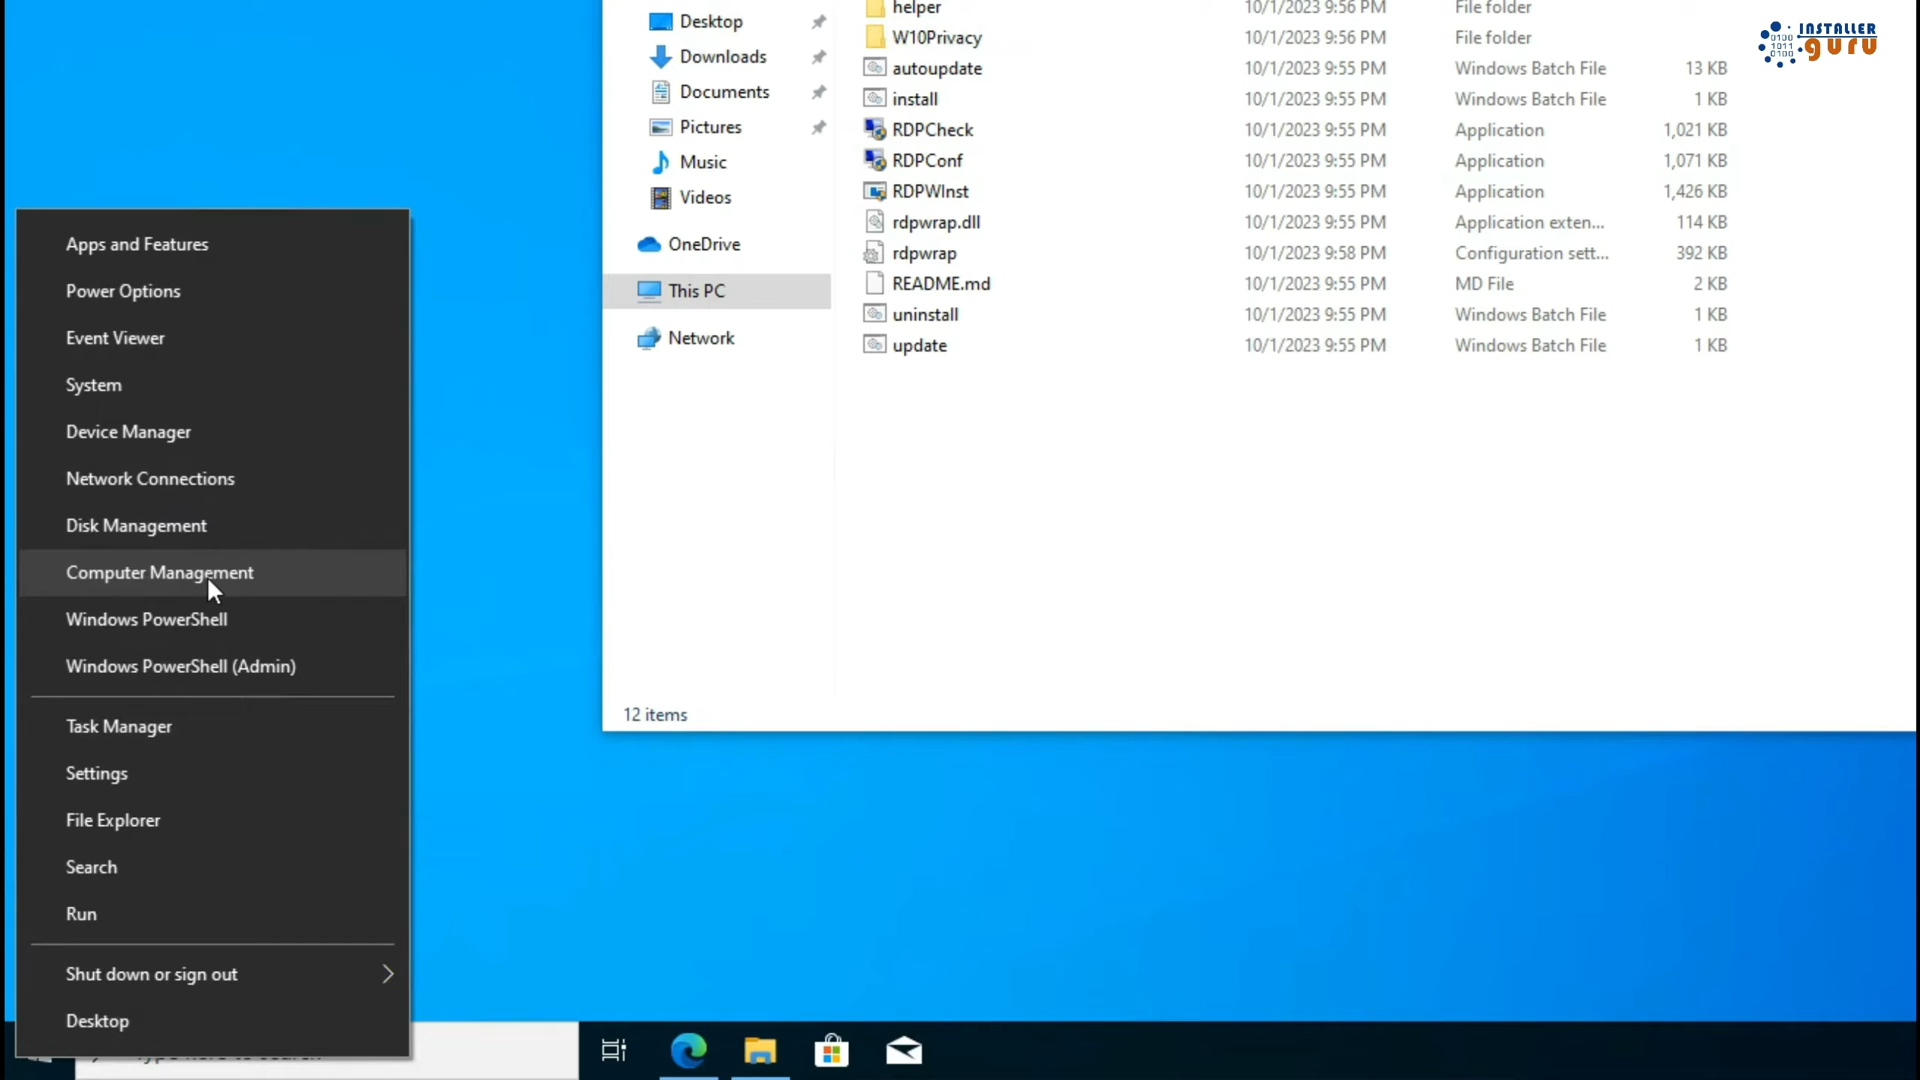 helper 10/1/2023 9:56 PM File folder
Desktop
W10Privacy 10/1/2023 9:56 PM File folder
Downloads
autoupdate 10/1/2023 9:55 PM Windows Batch File 13 KB
Documents
install 10/1/2023 9:55 PM Windows Batch File 1 KB
Pictures
RDPCheck 10/1/2023 9:55 PM Application 1,021 KB
Music
RDPConf 10/1/2023 9:55 PM Application 1,071 KB
Videos
RDPWInst 10/1/2023 9:55 PM Application 1,426 KB
rdpwrap.dll 10/1/2023 9:55 PM Application exten... 114 KB
OneDrive
rdpwrap 10/1/2023 9:58 PM Configuration sett... 392 KB
This PC
README.md 10/1/2023 9:55 PM MD File 2 KB
uninstall 10/1/2023 9:55 PM Windows Batch File 1 KB
Network
update 10/1/2023 9:55 PM Windows Batch File 1 KB
12 items
INSTALLER
guru
0100
1011
0100
Apps and Features
Power Options
Event Viewer
System
Device Manager
Network Connections
Disk Management
Computer Management
Windows PowerShell
Windows PowerShell (Admin)
Task Manager
Settings
File Explorer
Search
Run
Shut down or sign out
Desktop